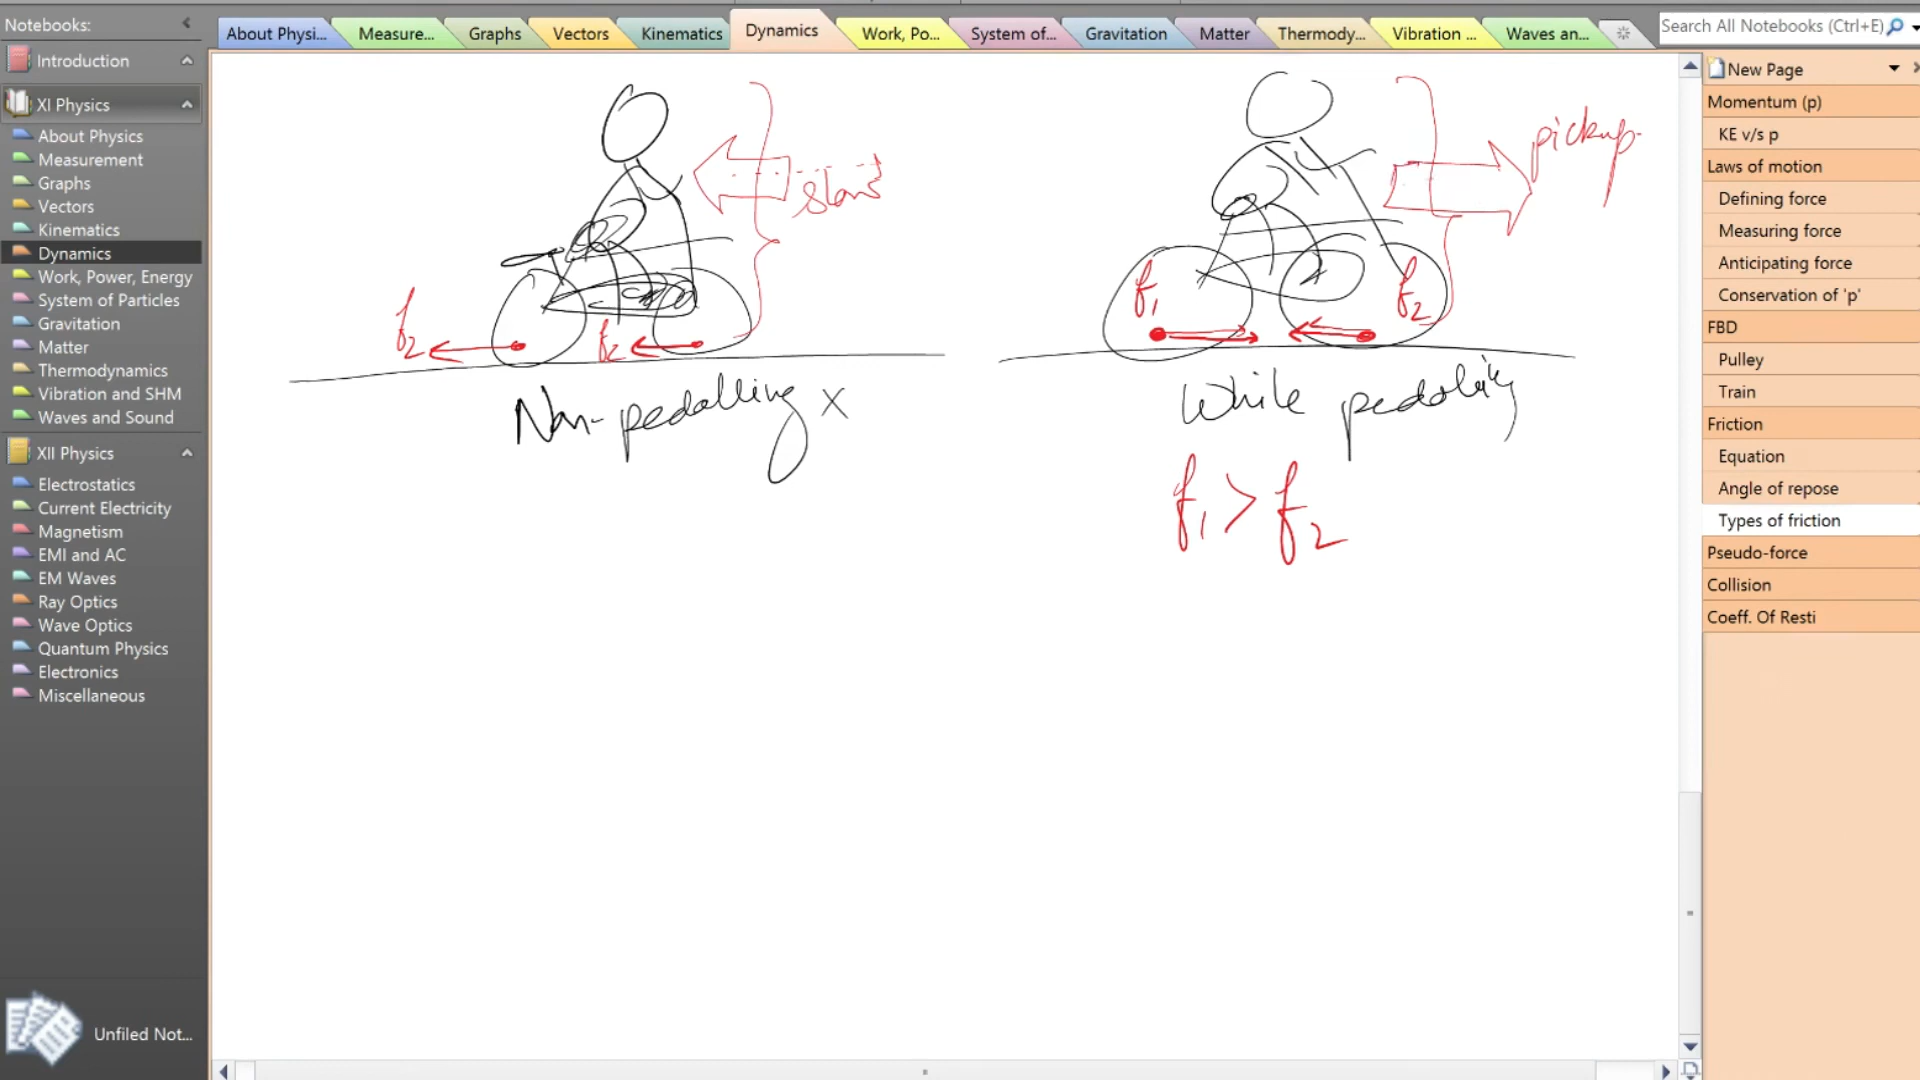 Notebooks:
Introduction
XI Physics
About Physics
Measurement
Graphs
Vectors
Kinematics
Dynamics
Work, Power, Energy
System of Particles
Gravitation
Matter
Thermodynamics
Vibration and SHM
Waves and Sound
XII Physics
Electrostatics
Current Electricity
Magnetism
EMI and AC
EM Waves
Ray Optics
Wave Optics
Quantum Physics
Electronics
Miscellaneous
Unfiled Not...
About Physi... Measure... Graphs Vectors Kinematics Dynamics Work, Po... System of... Gravitation Matter Thermody... Vibration ... Waves an...
Search All Notebooks (Ctrl+E)
f2
f2
Non-pedalling x
pickup
f1
f2
While pedaling
f1 > f2
New Page
Momentum (p)
KE v/s p
Laws of motion
Defining force
Measuring force
Anticipating force
Conservation of 'p'
FBD
Pulley
Train
Friction
Equation
Angle of repose
Types of friction
Pseudo-force
Collision
Coeff. Of Resti